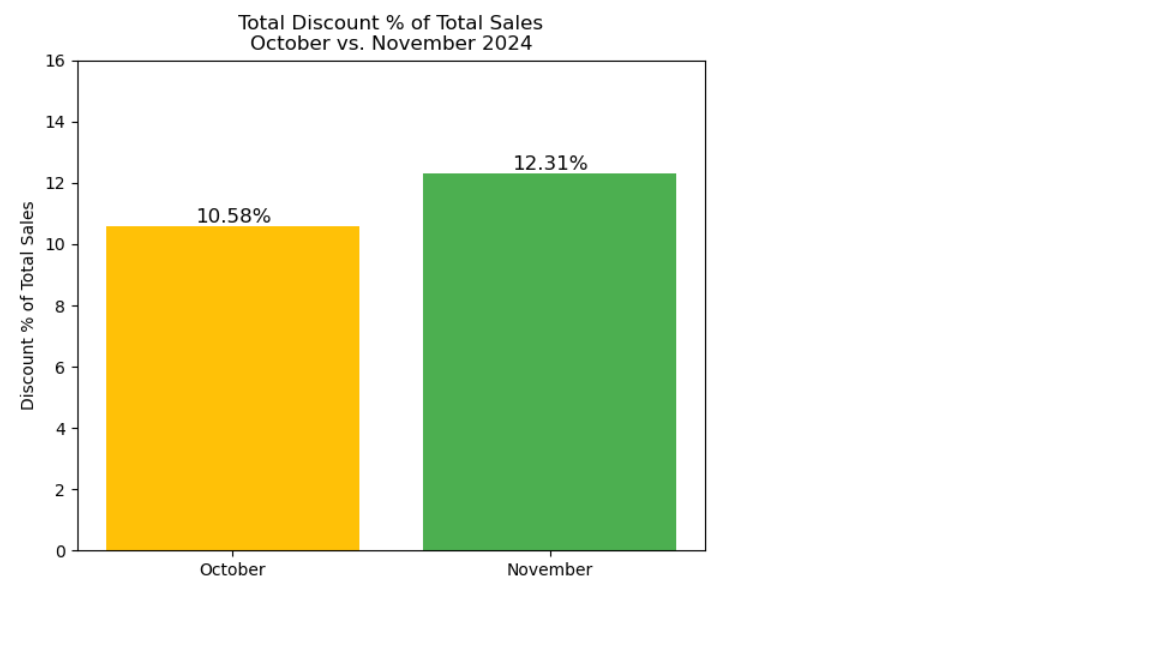 Total Discount % of Total Sales
October vs. November 2024
Discount % of Total Sales
16
14
12
10
8
6
4
2
0
10.58%
12.31%
October
November